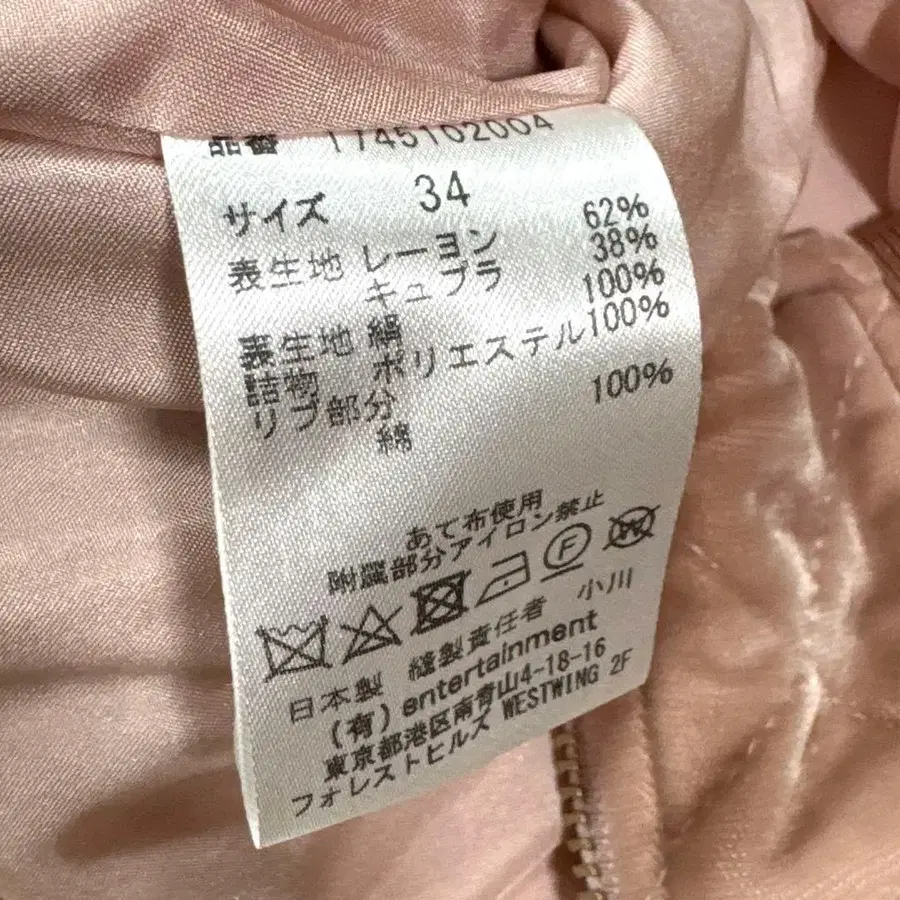 品番 1745102004
サイズ 34
表生地 レーヨン 62%
キュプラ 38%
表生地 絹 100%
詰物 ポリエステル 100%
リブ部分
綿 100%
あて布使用
附属部分アイロン禁止
F W
日本製 縫製責任者 小川
(有) entertainment
東京都港区南青山4-18-16
フォレストヒルズ WESTWING 2F